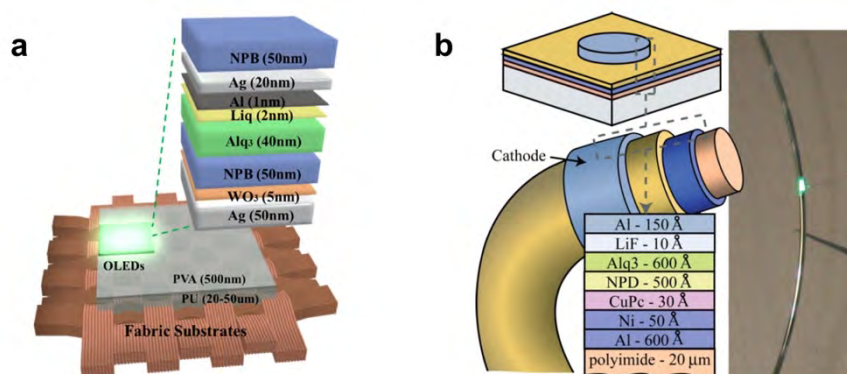 a
NPB (50nm)
Ag (20nm)
Al (1nm)
Liq (2nm)
Alq₃ (40nm)
NPB (50nm)
WO₃ (5nm)
Ag (50nm)
OLEDs
PVA (500nm)
PU (20-50um)
Fabric Substrates
b
Cathode
Al - 150 Å
LiF - 10 Å
Alq3 - 600 Å
NPD - 500 Å
CuPc - 30 Å
Ni - 50 Å
Al - 600 Å
polyimide - 20 μm